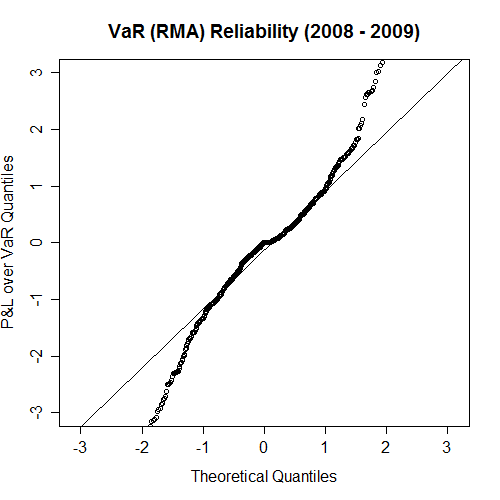 VaR (RMA) Reliability (2008 - 2009)
P&L over VaR Quantiles
3
2
1
0
-1
-2
-3
-3 -2 -1 0 1 2 3
Theoretical Quantiles